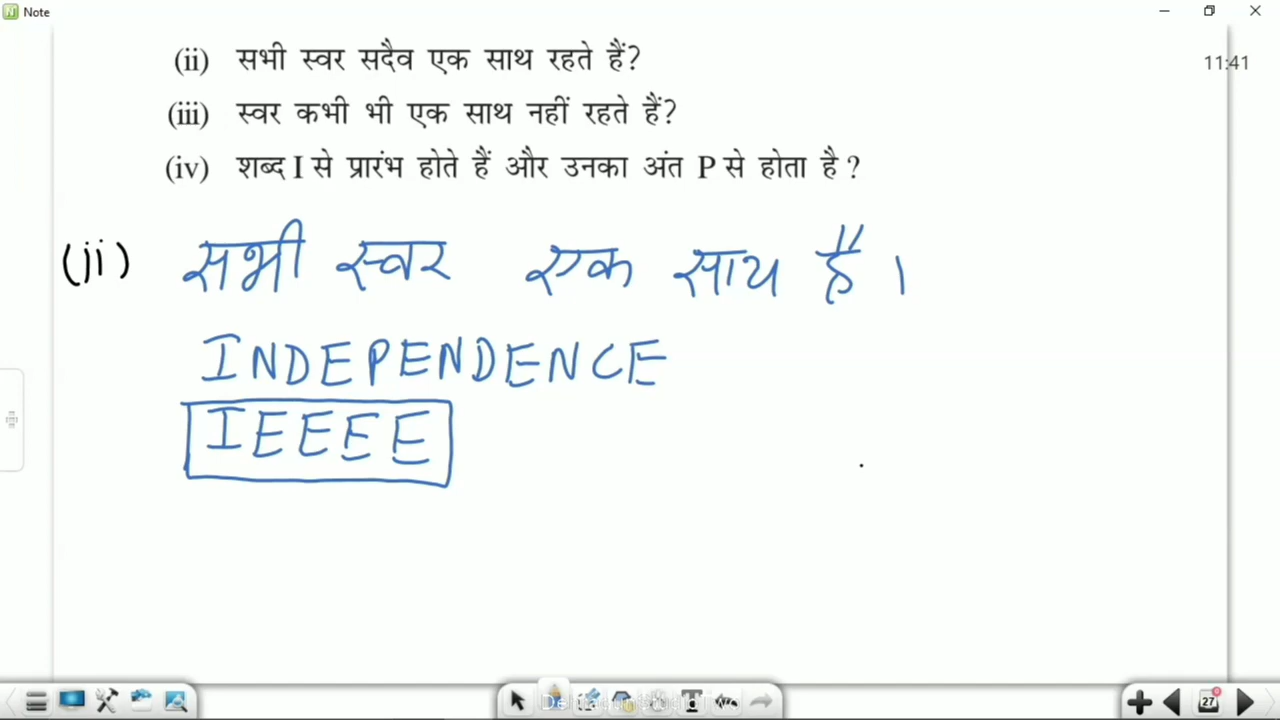 Note
11:41
(ii) सभी स्वर सदैव एक साथ रहते हैं?
(iii) स्वर कभी भी एक साथ नहीं रहते हैं?
(iv) शब्द I से प्रारंभ होते हैं और उनका अंत P से होता है ?
(ii) सभी स्वर एक साथ हैं ।
INDEPENDENCE
IEEEE
27